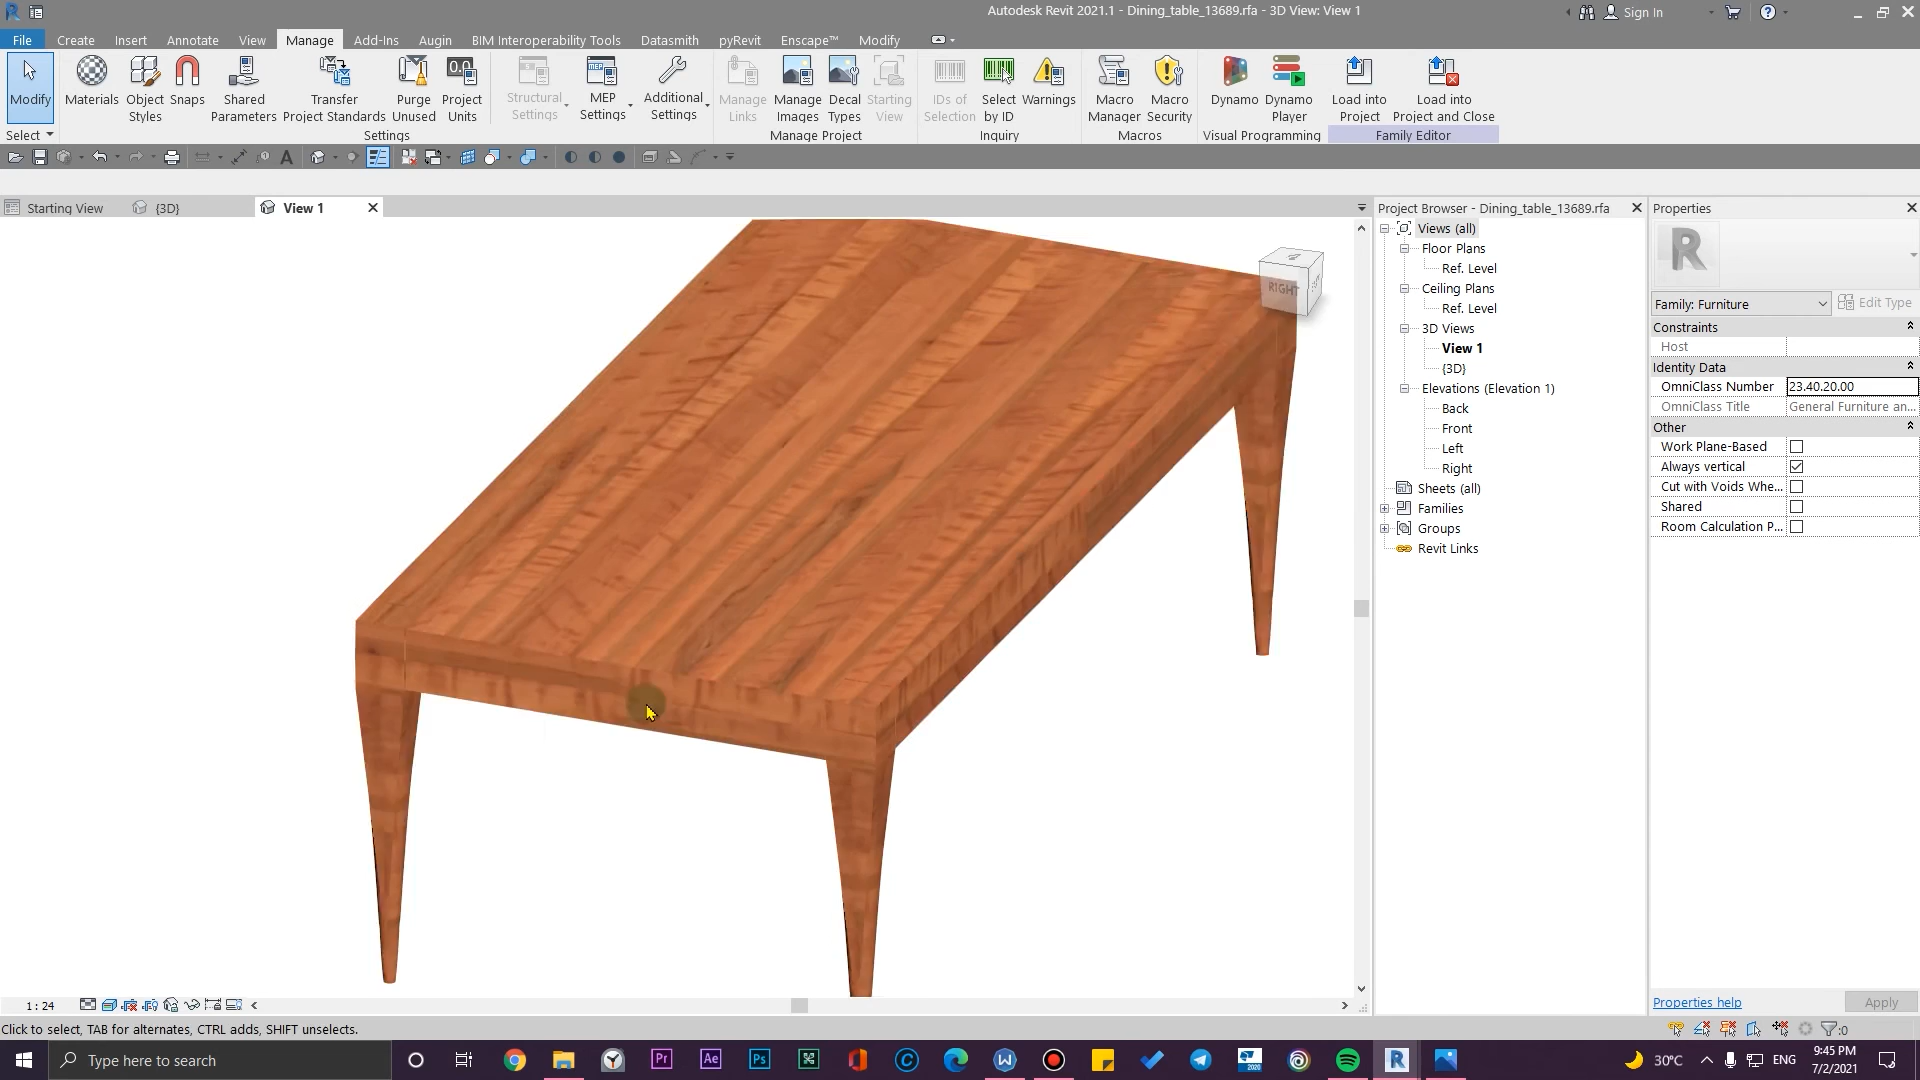 Autodesk Revit 2021.1 - Dining_table_13689.rfa - 3D View: View 1
Sign In
File Create Insert Annotate View Manage Add-Ins Augin BIM Interoperability Tools Datasmith pyRevit Enscape™ Modify
Modify
Materials
Object Styles
Snaps
Shared Parameters
Transfer Project Standards
Purge Unused
Project Units
Structural Settings
MEP Settings
Additional Settings
Manage Links
Manage Images
Decal Types
Starting View
IDs of Selection
Select by ID
Warnings
Macro Manager
Macro Security
Dynamo
Dynamo Player
Load into Project
Load into Project and Close
Select Settings Manage Project Inquiry Macros Visual Programming Family Editor
Starting View {3D} View 1
RIGHT
Project Browser - Dining_table_13689.rfa
Views (all)
Floor Plans
Ref. Level
Ceiling Plans
Ref. Level
3D Views
View 1
{3D}
Elevations (Elevation 1)
Back
Front
Left
Right
Sheets (all)
Families
Groups
Revit Links
Properties
Family: Furniture Edit Type
Constraints
Host
Identity Data
OmniClass Number 23.40.20.00
OmniClass Title General Furniture an...
Other
Work Plane-Based
Always vertical
Cut with Voids Whe...
Shared
Room Calculation P...
Properties help Apply
1 : 24
Click to select, TAB for alternates, CTRL adds, SHIFT unselects.
:0
Type here to search
30°C
ENG
9:45 PM
7/2/2021